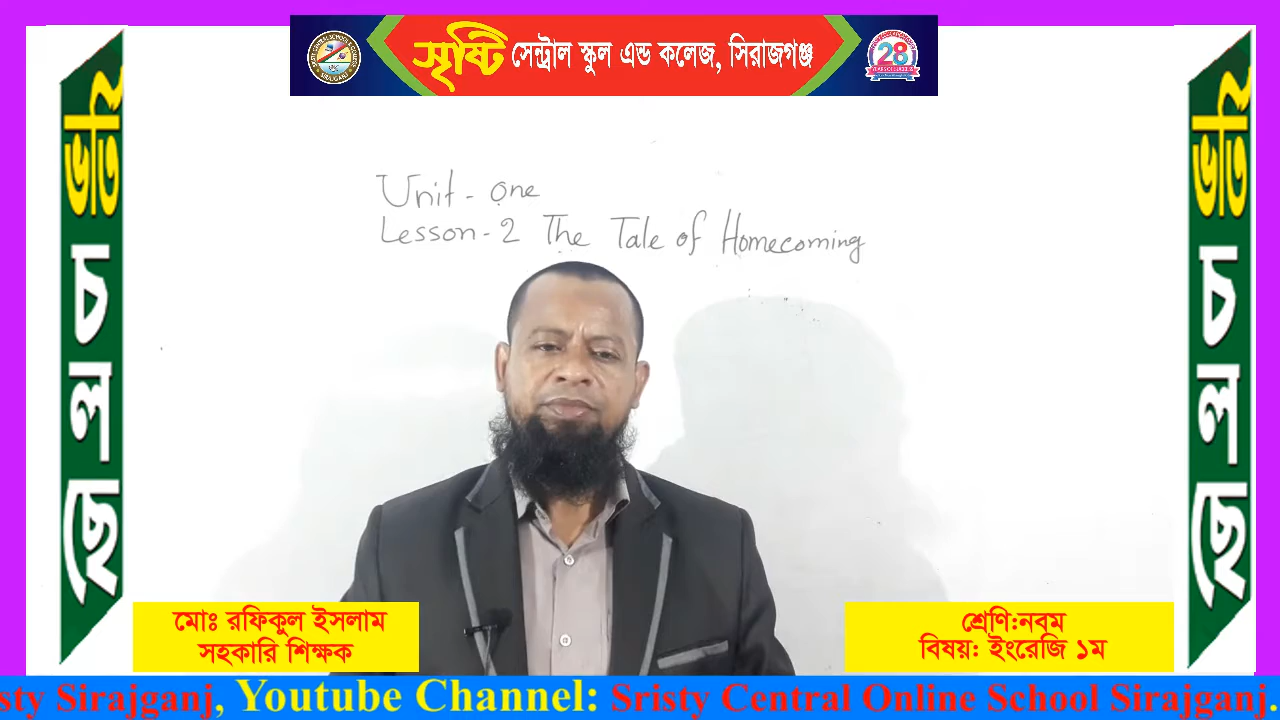 সৃষ্টি সেন্ট্রাল স্কুল এন্ড কলেজ, সিরাজগঞ্জ
28
Unit - One
Lesson - 2 The Tale of Homecoming
ভর্তি চলছে
ভর্তি চলছে
মোঃ রফিকুল ইসলাম
সহকারি শিক্ষক
শ্রেণি:নবম
বিষয়: ইংরেজি ১ম
sty Sirajganj, Youtube Channel: Sristy Central Online School Sirajganj.